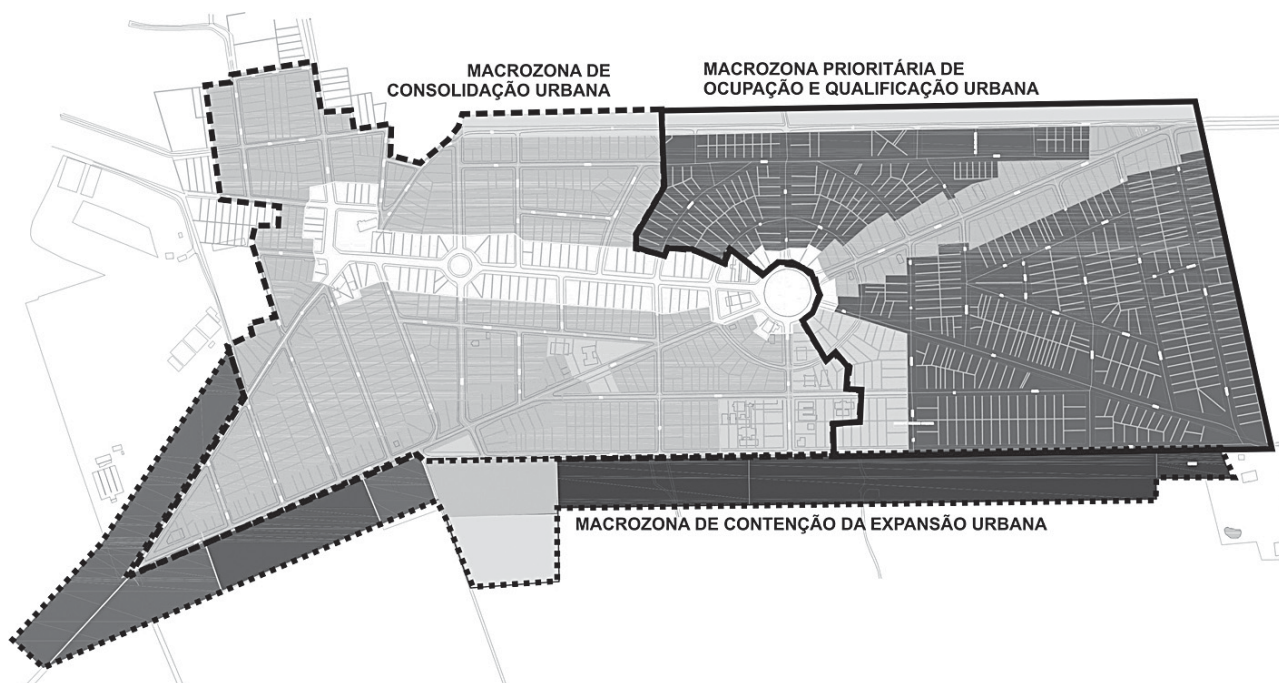 MACROZONA DE
CONSOLIDAÇÃO URBANA
MACROZONA PRIORITÁRIA DE
OCUPAÇÃO E QUALIFICAÇÃO URBANA
MACROZONA DE CONTENÇÃO DA EXPANSÃO URBANA